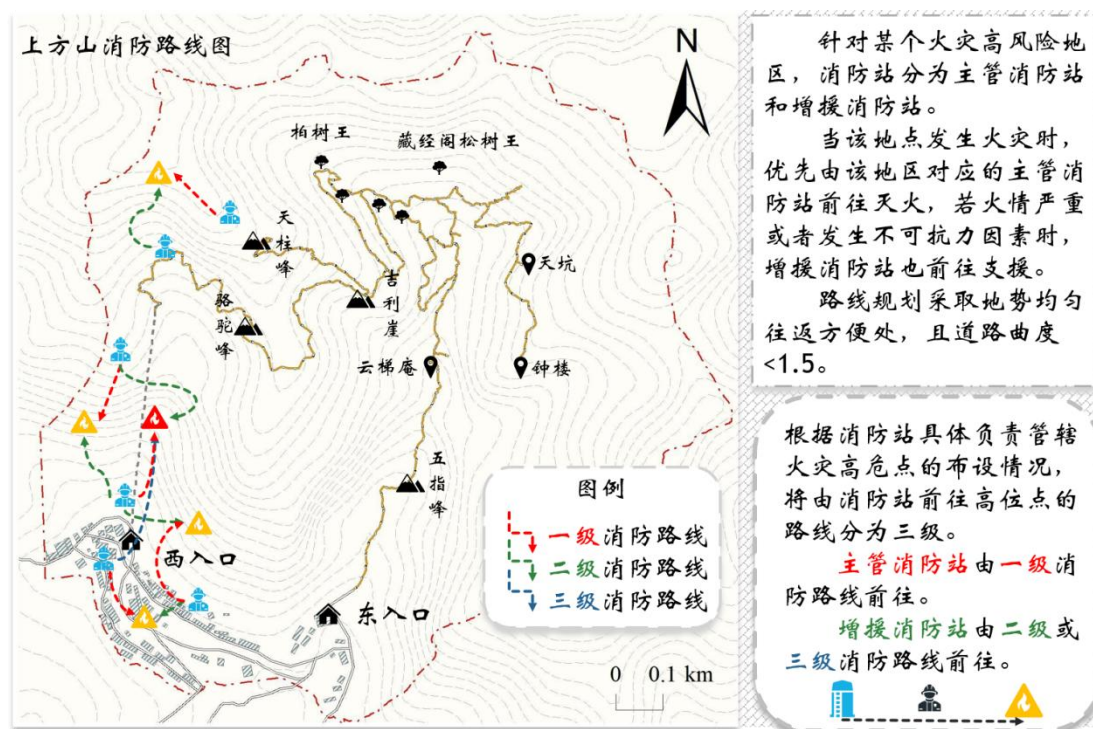 上方山消防路线图
N
柏树王
藏经阁松树王
天柱峰
吉利崖
骆驼峰
天坑
云梯庵
钟楼
五指峰
西入口
东入口
图例
一级消防路线
二级消防路线
三级消防路线
0 0.1 km
针对某个火灾高风险地
区，消防站分为主管消防站
和增援消防站。
当该地点发生火灾时，
优先由该地区对应的主管消
防站前往灭火，若火情严重
或者发生不可抗力因素时，
增援消防站也前往支援。
路线规划采取地势均匀
往返方便处，且道路曲度
<1.5。
根据消防站具体负责管辖
火灾高危点的布设情况，
将由消防站前往高位点的
路线分为三级。
主管消防站由一级消
防路线前往。
增援消防站由二级或
三级消防路线前往。